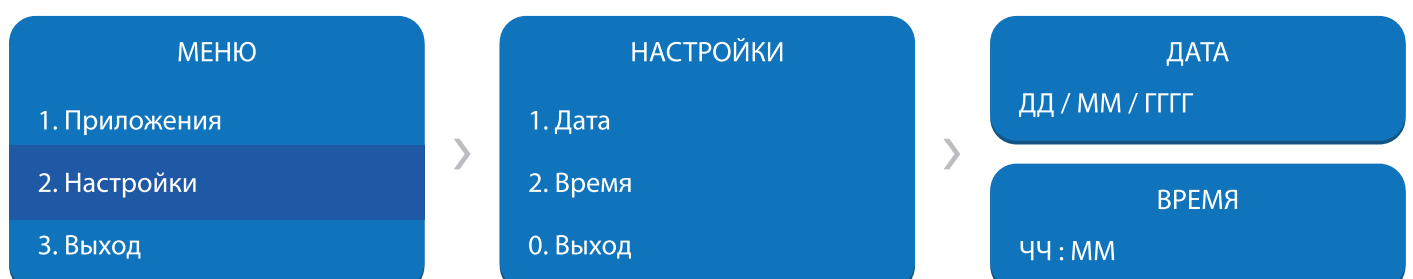 МЕНЮ
1. Приложения
2. Настройки
3. Выход
НАСТРОЙКИ
1. Дата
2. Время
0. Выход
ДАТА
ДД / ММ / ГГГГ
ВРЕМЯ
ЧЧ : ММ